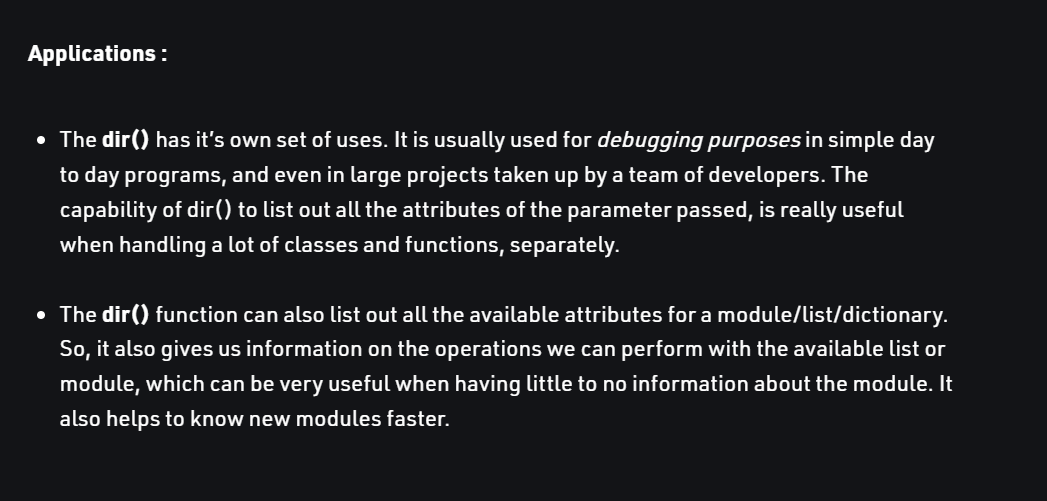 Applications :
• The dir() has it's own set of uses. It is usually used for debugging purposes in simple day
to day programs, and even in large projects taken up by a team of developers. The
capability of dir() to list out all the attributes of the parameter passed, is really useful
when handling a lot of classes and functions, separately.
• The dir() function can also list out all the available attributes for a module/list/dictionary.
So, it also gives us information on the operations we can perform with the available list or
module, which can be very useful when having little to no information about the module. It
also helps to know new modules faster.